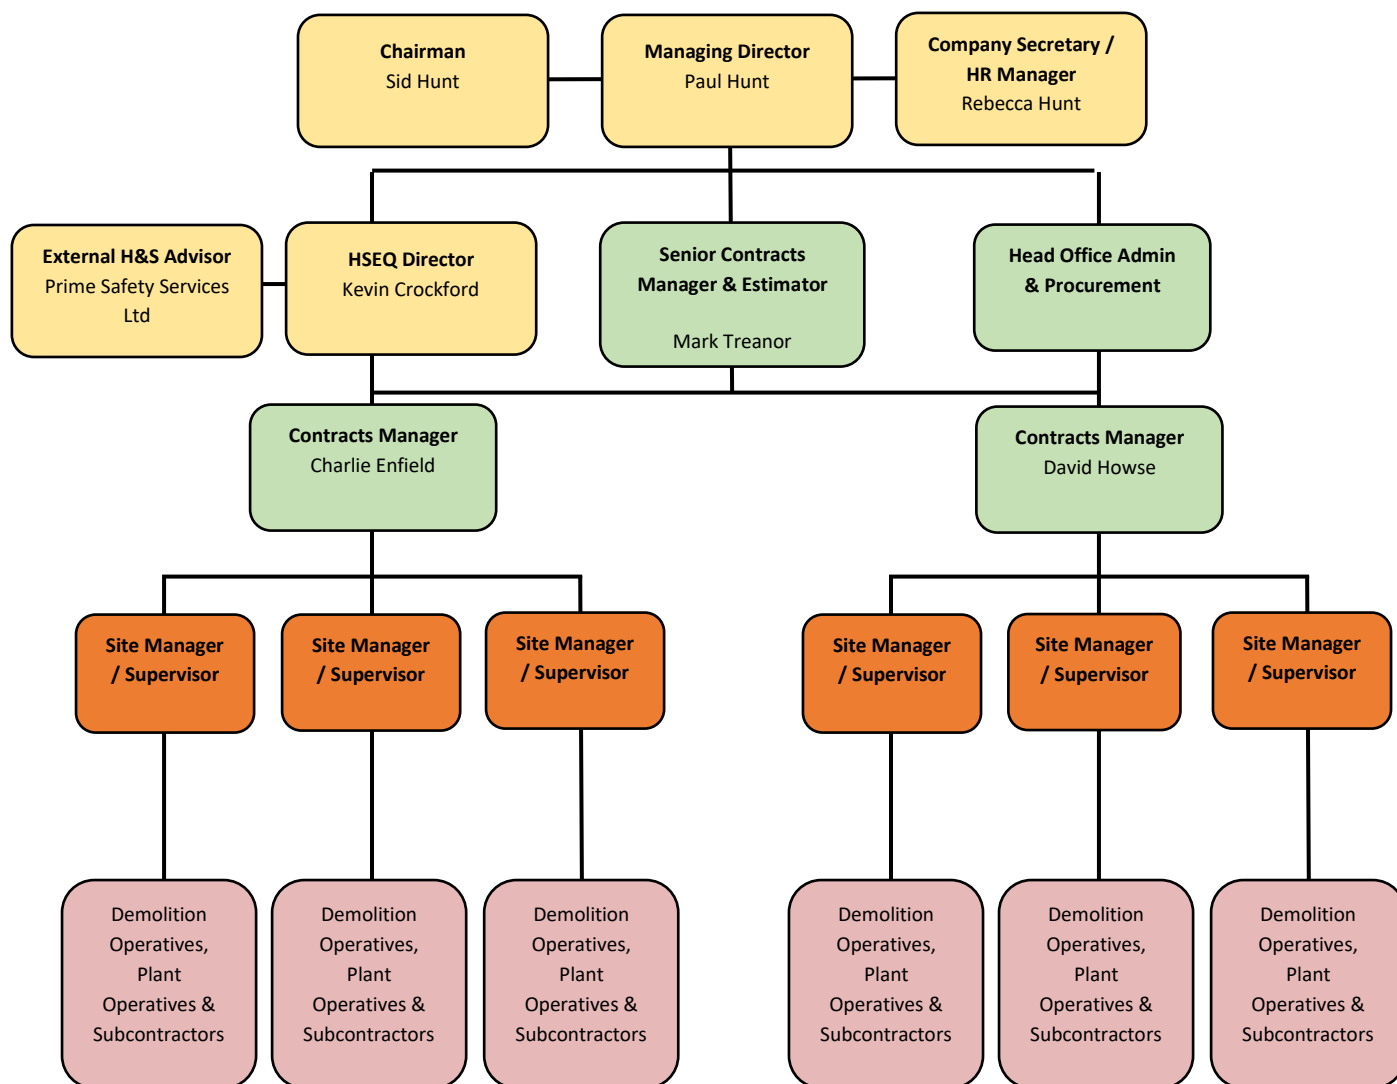 Chairman
Sid Hunt
Managing Director
Paul Hunt
Company Secretary /
HR Manager
Rebecca Hunt
External H&S Advisor
Prime Safety Services
Ltd
HSEQ Director
Kevin Crockford
Senior Contracts
Manager & Estimator
Mark Treanor
Head Office Admin
& Procurement
Contracts Manager
Charlie Enfield
Contracts Manager
David Howse
Site Manager
/ Supervisor
Site Manager
/ Supervisor
Site Manager
/ Supervisor
Site Manager
/ Supervisor
Site Manager
/ Supervisor
Site Manager
/ Supervisor
Demolition
Operatives,
Plant
Operatives &
Subcontractors
Demolition
Operatives,
Plant
Operatives &
Subcontractors
Demolition
Operatives,
Plant
Operatives &
Subcontractors
Demolition
Operatives,
Plant
Operatives &
Subcontractors
Demolition
Operatives,
Plant
Operatives &
Subcontractors
Demolition
Operatives,
Plant
Operatives &
Subcontractors